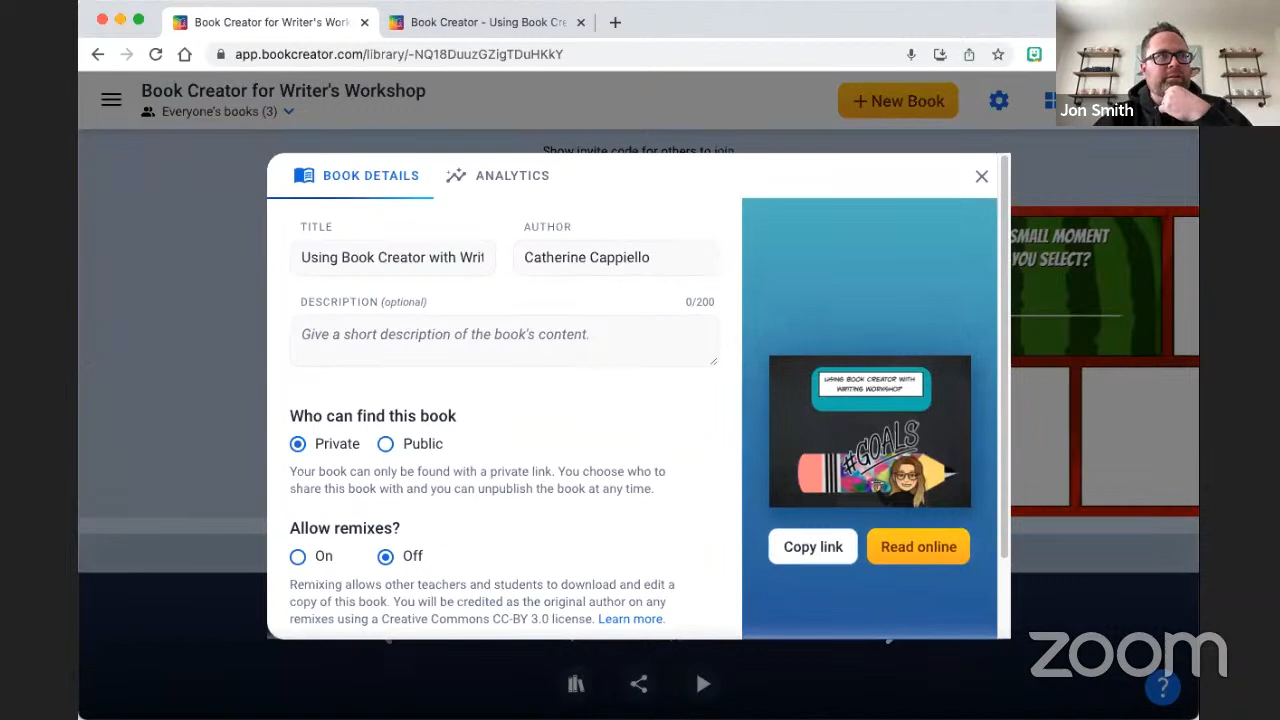 Book Creator for Writer's Work
Book Creator - Using Book Cre
app.bookcreator.com/library/-NQ18DuuzGZigTDuHKkY
Jon Smith
Book Creator for Writer's Workshop
Everyone's books (3)
+ New Book
Show invite code for others to join
BOOK DETAILS
ANALYTICS
TITLE
AUTHOR
Using Book Creator with Writ
Catherine Cappiello
DESCRIPTION (optional)
0/200
Give a short description of the book's content.
Who can find this book
Private
Public
Your book can only be found with a private link. You choose who to
share this book with and you can unpublish the book at any time.
Allow remixes?
On
Off
Remixing allows other teachers and students to download and edit a
copy of this book. You will be credited as the original author on any
remixes using a Creative Commons CC-BY 3.0 license. Learn more.
USING BOOK CREATOR WITH
WRITING WORKSHOP
#GOALS
Copy link
Read online
SMALL MOMENT
YOU SELECT?
zoom
?